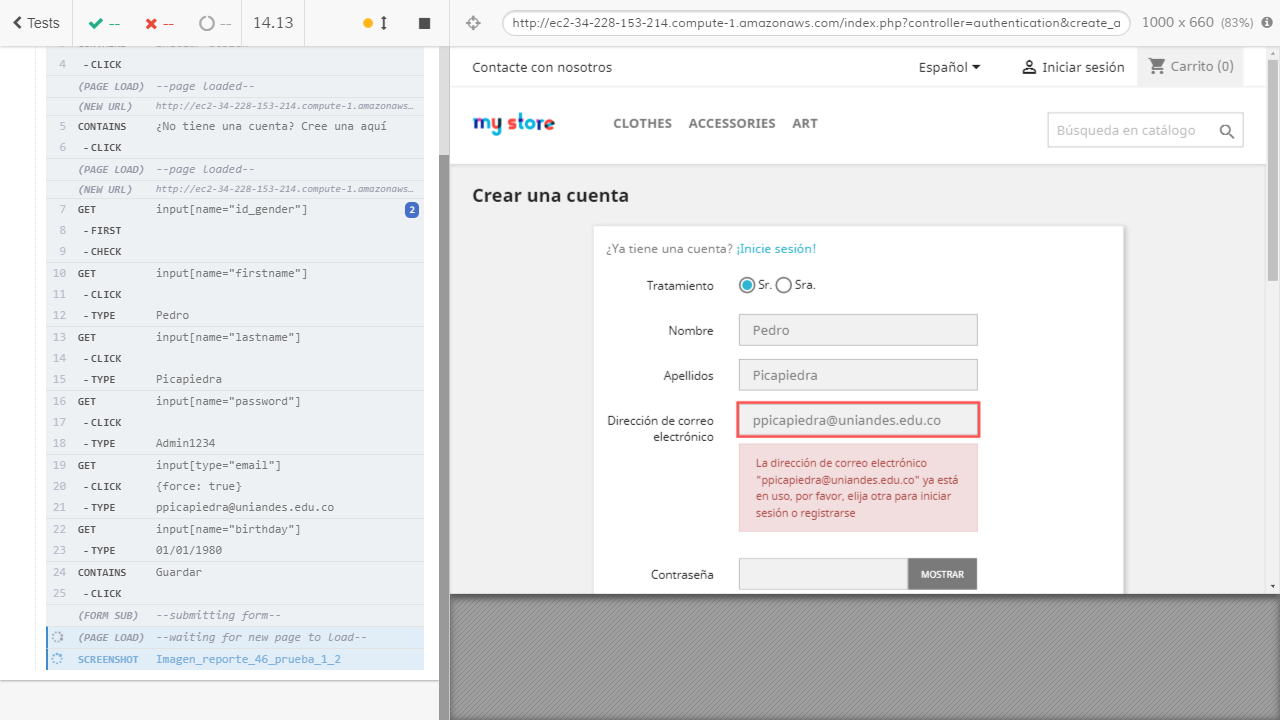 Tests
--
--
--
14.13
http://ec2-34-228-153-214.compute-1.amazonaws.com/index.php?controller=authentication&create_a
1000 x 660 (83%)
4 -CLICK
(PAGE LOAD) --page loaded--
(NEW URL) http://ec2-34-228-153-214.compute-1.amazonaws…
5 CONTAINS ¿No tiene una cuenta? Cree una aquí
6 -CLICK
(PAGE LOAD) --page loaded--
(NEW URL) http://ec2-34-228-153-214.compute-1.amazonaws…
7 GET input[name="id_gender"] 2
8 -FIRST
9 -CHECK
10 GET input[name="firstname"]
11 -CLICK
12 -TYPE Pedro
13 GET input[name="lastname"]
14 -CLICK
15 -TYPE Picapiedra
16 GET input[name="password"]
17 -CLICK
18 -TYPE Admin1234
19 GET input[type="email"]
20 -CLICK {force: true}
21 -TYPE ppicapiedra@uniandes.edu.co
22 GET input[name="birthday"]
23 -TYPE 01/01/1980
24 CONTAINS Guardar
25 -CLICK
(FORM SUB) --submitting form--
(PAGE LOAD) --waiting for new page to load--
SCREENSHOT Imagen_reporte_46_prueba_1_2
Contacte con nosotros
Español
Iniciar sesión
Carrito (0)
my store
CLOTHES ACCESSORIES ART
Búsqueda en catálogo
Crear una cuenta
¿Ya tiene una cuenta? ¡Inicie sesión!
Tratamiento Sr. Sra.
Nombre Pedro
Apellidos Picapiedra
Dirección de correo
electrónico
ppicapiedra@uniandes.edu.co
La dirección de correo electrónico
"ppicapiedra@uniandes.edu.co" ya está
en uso, por favor, elija otra para iniciar
sesión o registrarse
Contraseña MOSTRAR